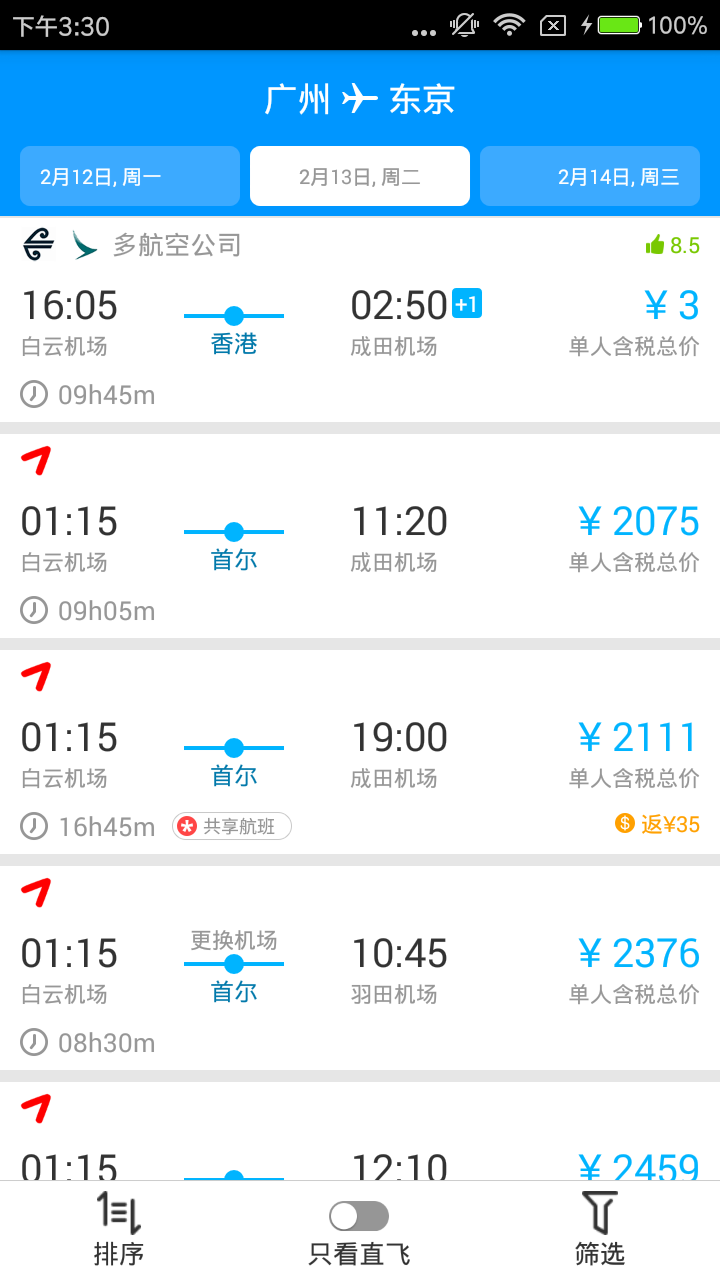 下午3:30 ... 100%
广州 东京
2月12日, 周一 2月13日, 周二 2月14日, 周三
多航空公司 8.5
16:05 02:50 +1 ¥ 3
白云机场 香港 成田机场 单人含税总价
09h45m
01:15 11:20 ¥ 2075
白云机场 首尔 成田机场 单人含税总价
09h05m
01:15 19:00 ¥ 2111
白云机场 首尔 成田机场 单人含税总价
16h45m 共享航班 返¥35
更换机场
01:15 10:45 ¥ 2376
白云机场 首尔 羽田机场 单人含税总价
08h30m
01:15 12:10 ¥ 2459
排序 只看直飞 筛选